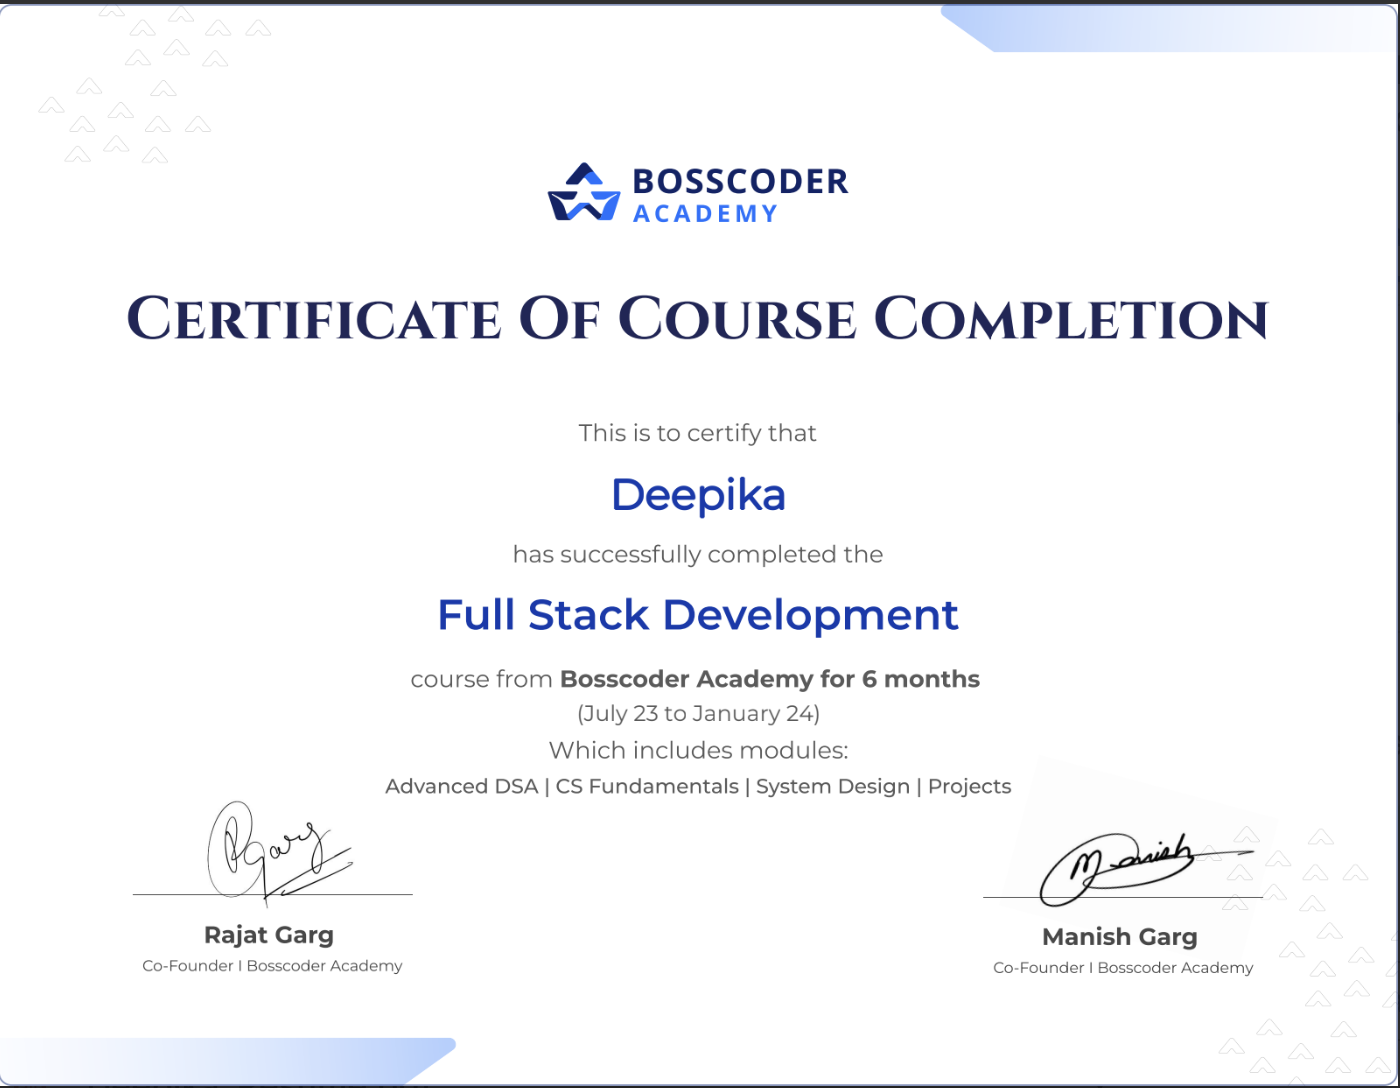 BOSSCODER
ACADEMY
CERTIFICATE OF COURSE COMPLETION
This is to certify that
Deepika
has successfully completed the
Full Stack Development
course from Bosscoder Academy for 6 months
(July 23 to January 24)
Which includes modules:
Advanced DSA | CS Fundamentals | System Design | Projects
RGarg
Manish
Rajat Garg
Manish Garg
Co-Founder I Bosscoder Academy
Co-Founder I Bosscoder Academy